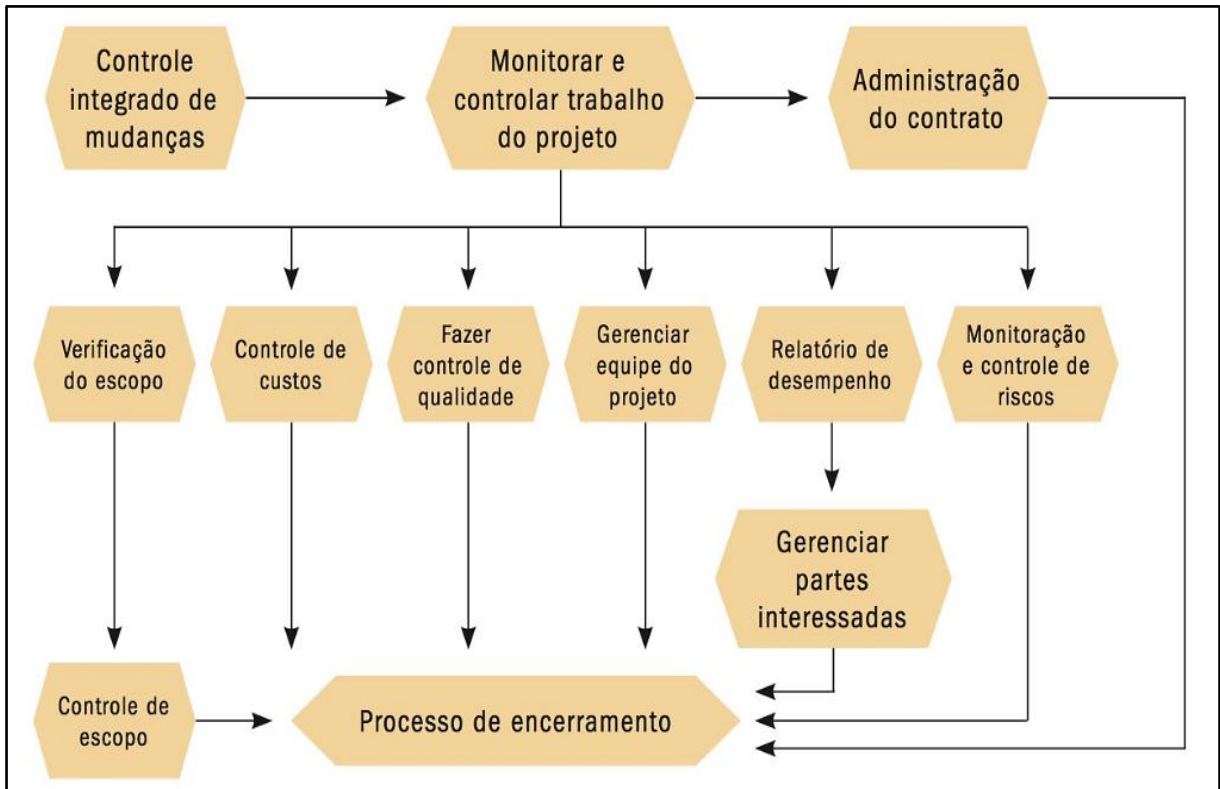 Controle
integrado de
mudanças
Monitorar e
controlar trabalho
do projeto
Administração
do contrato
Verificação
do escopo
Controle de
custos
Fazer
controle de
qualidade
Gerenciar
equipe do
projeto
Relatório de
desempenho
Monitoração
e controle de
riscos
Gerenciar
partes
interessadas
Controle de
escopo
Processo de encerramento